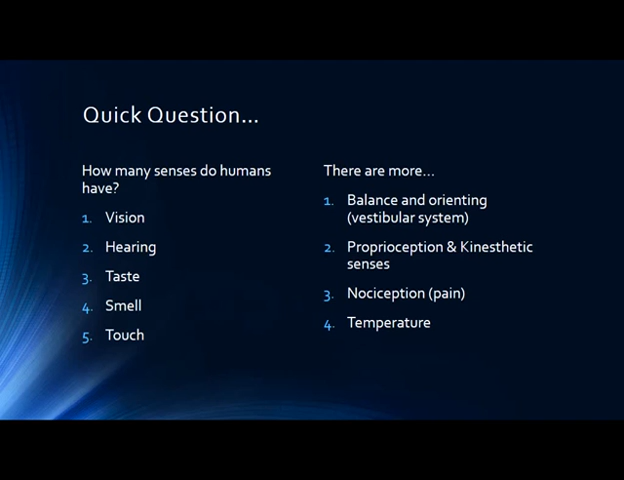 Quick Question...
How many senses do humans
have?
1. Vision
2. Hearing
3. Taste
4. Smell
5. Touch
There are more...
1. Balance and orienting
(vestibular system)
2. Proprioception & Kinesthetic
senses
3. Nociception (pain)
4. Temperature